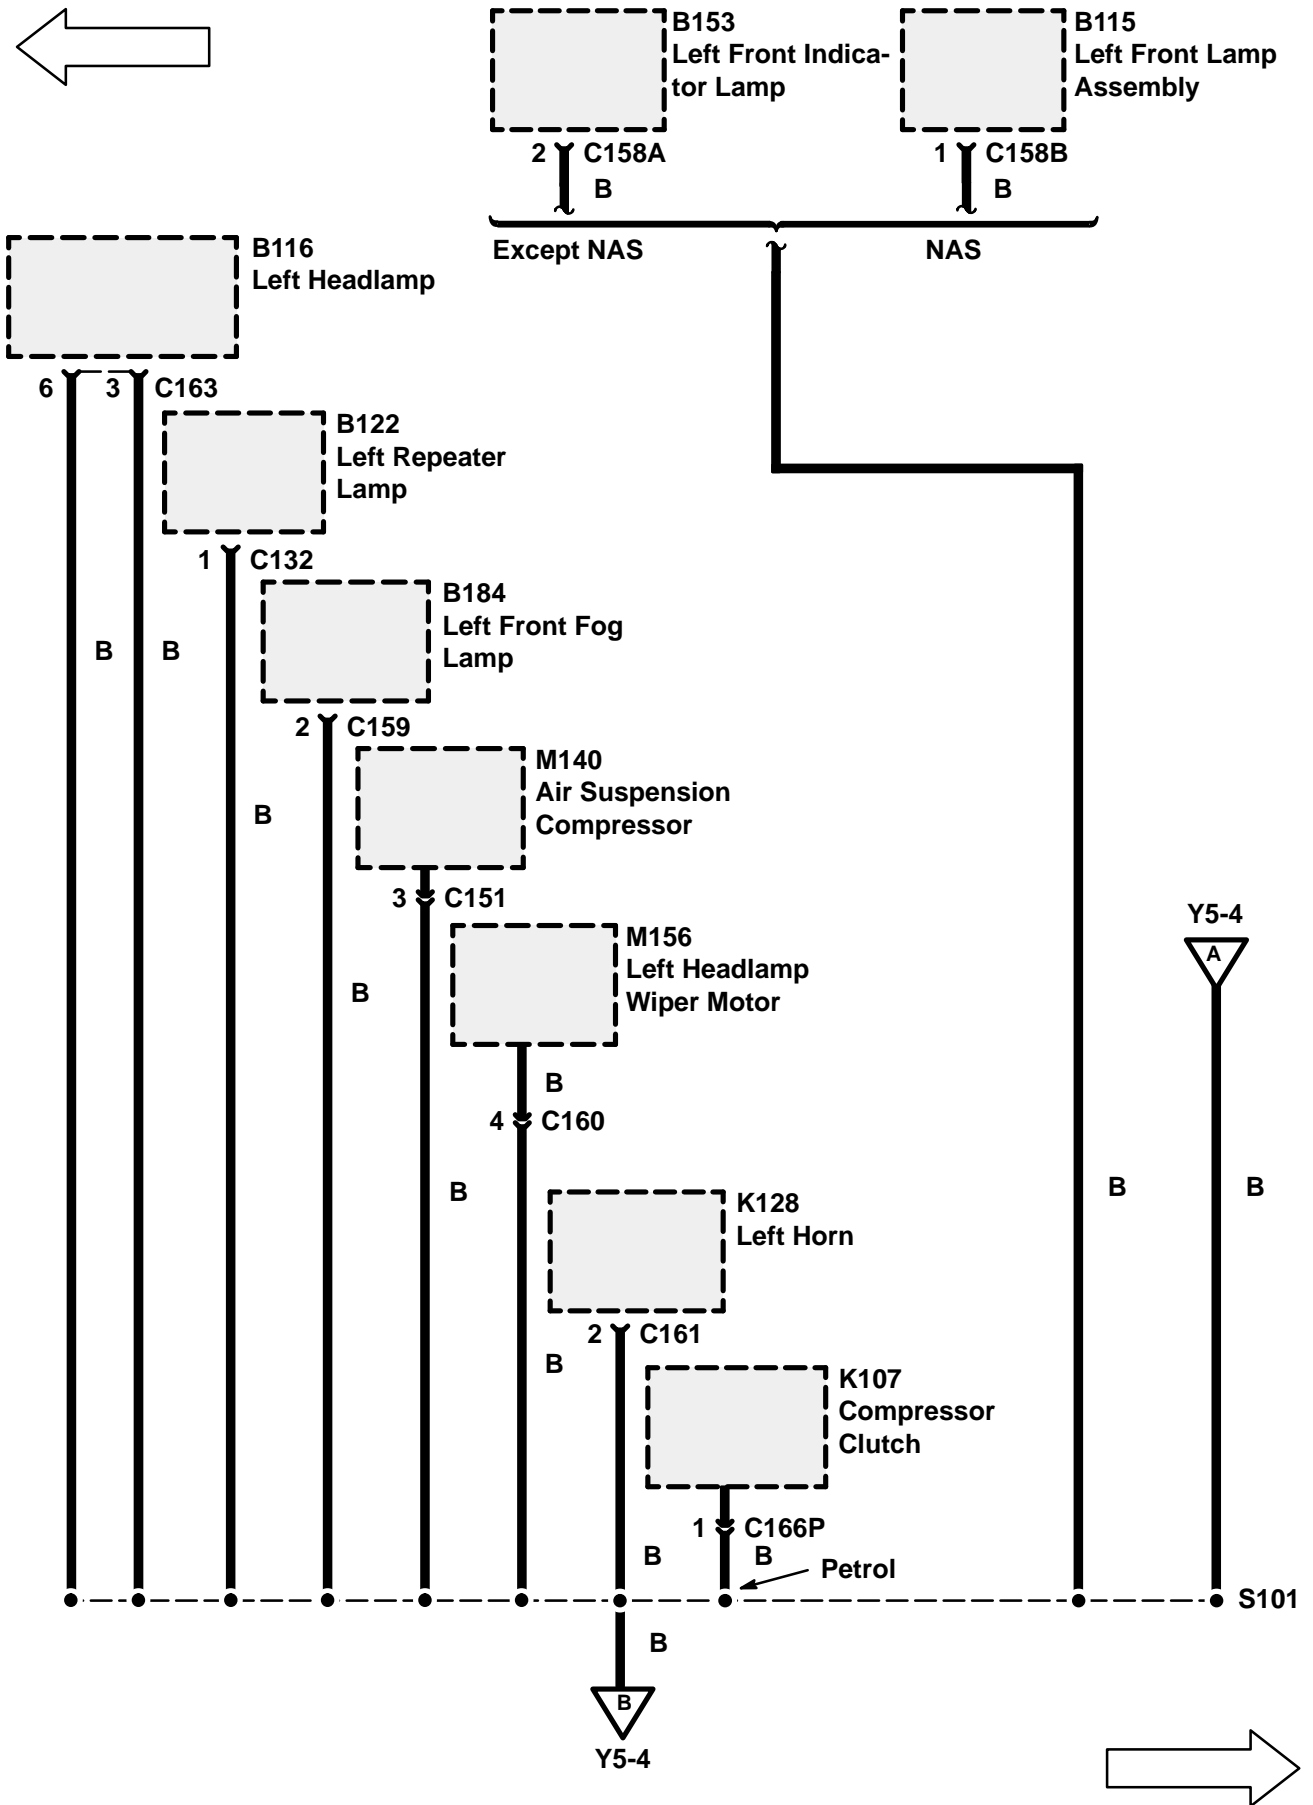 B153
Left Front Indica-
tor Lamp
B115
Left Front Lamp
Assembly
2 C158A
1 C158B
B
B
Except NAS
NAS
B116
Left Headlamp
6 3 C163
B122
Left Repeater
Lamp
1 C132
B184
Left Front Fog
Lamp
B B
2 C159
M140
Air Suspension
Compressor
B
3 C151
Y5-4
A
M156
Left Headlamp
Wiper Motor
B
B
4 C160
B
B
B
K128
Left Horn
2 C161
B
K107
Compressor
Clutch
1 C166P
B
B
Petrol
S101
B
B
Y5-4